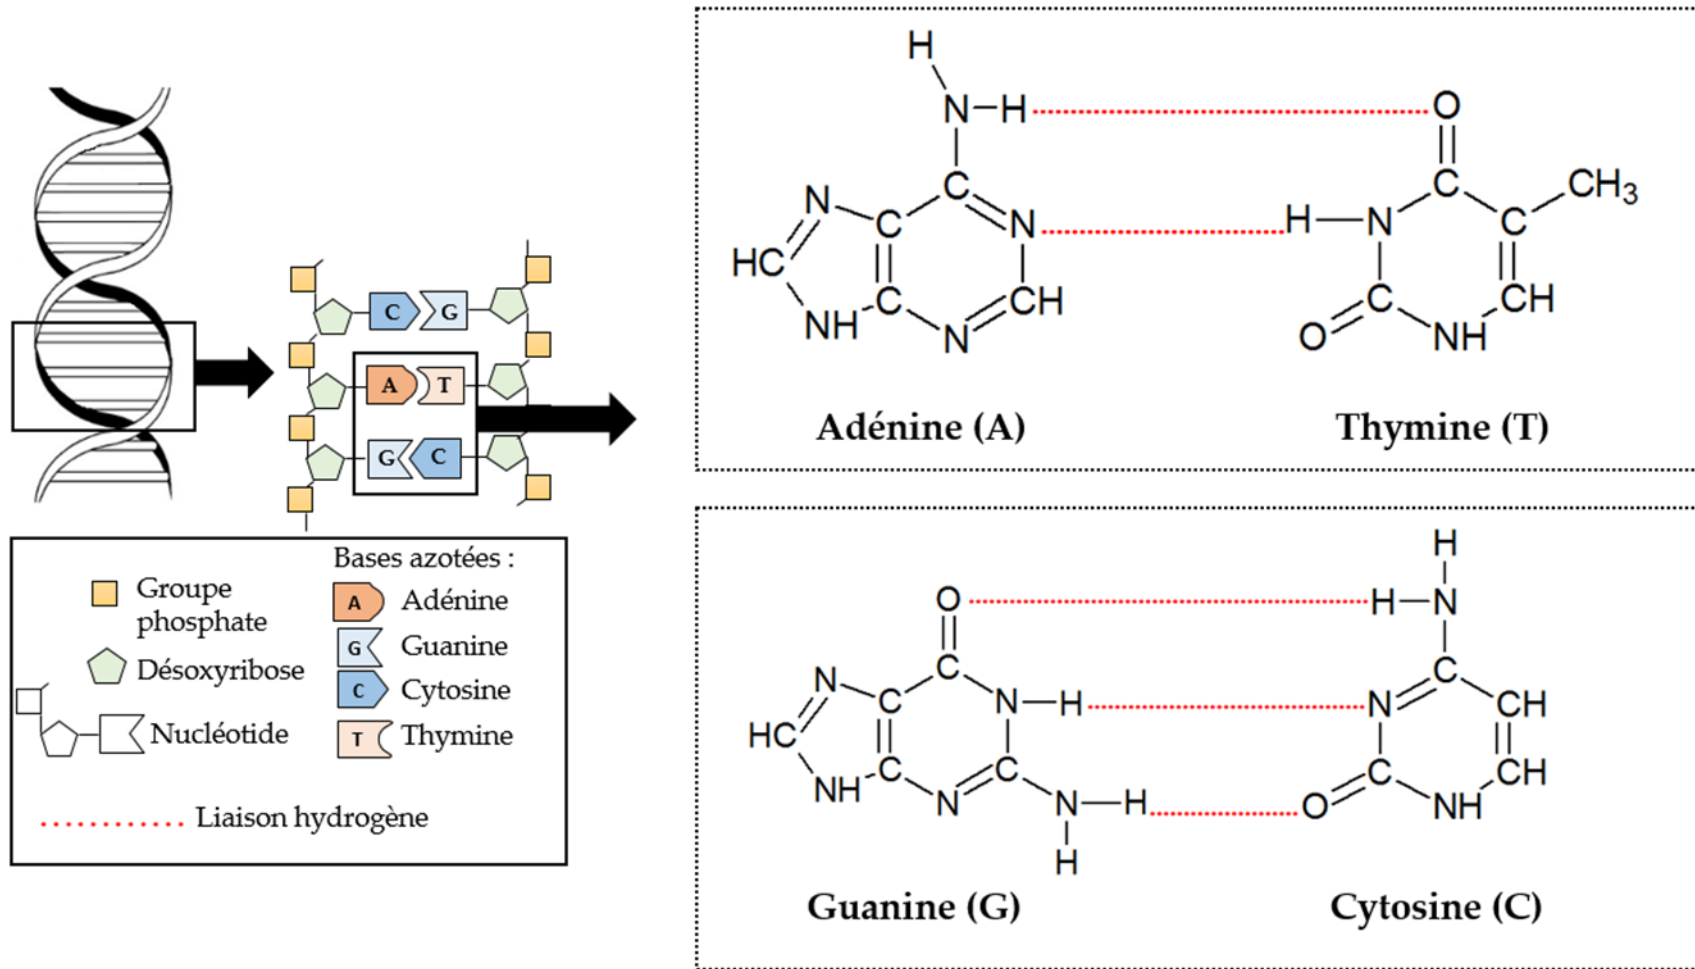 C G
A T
G C
Bases azotées :
Groupe
phosphate
Désoxyribose
Nucléotide
A Adénine
G Guanine
C Cytosine
T Thymine
Liaison hydrogène
H
N H O
C C CH3
N C N H N C
HC
C CH C CH
NH N O NH
Adénine (A) Thymine (T)
H
O H N
C C
N C N H N CH
HC
C C C CH
NH N N H O NH
H
Guanine (G) Cytosine (C)